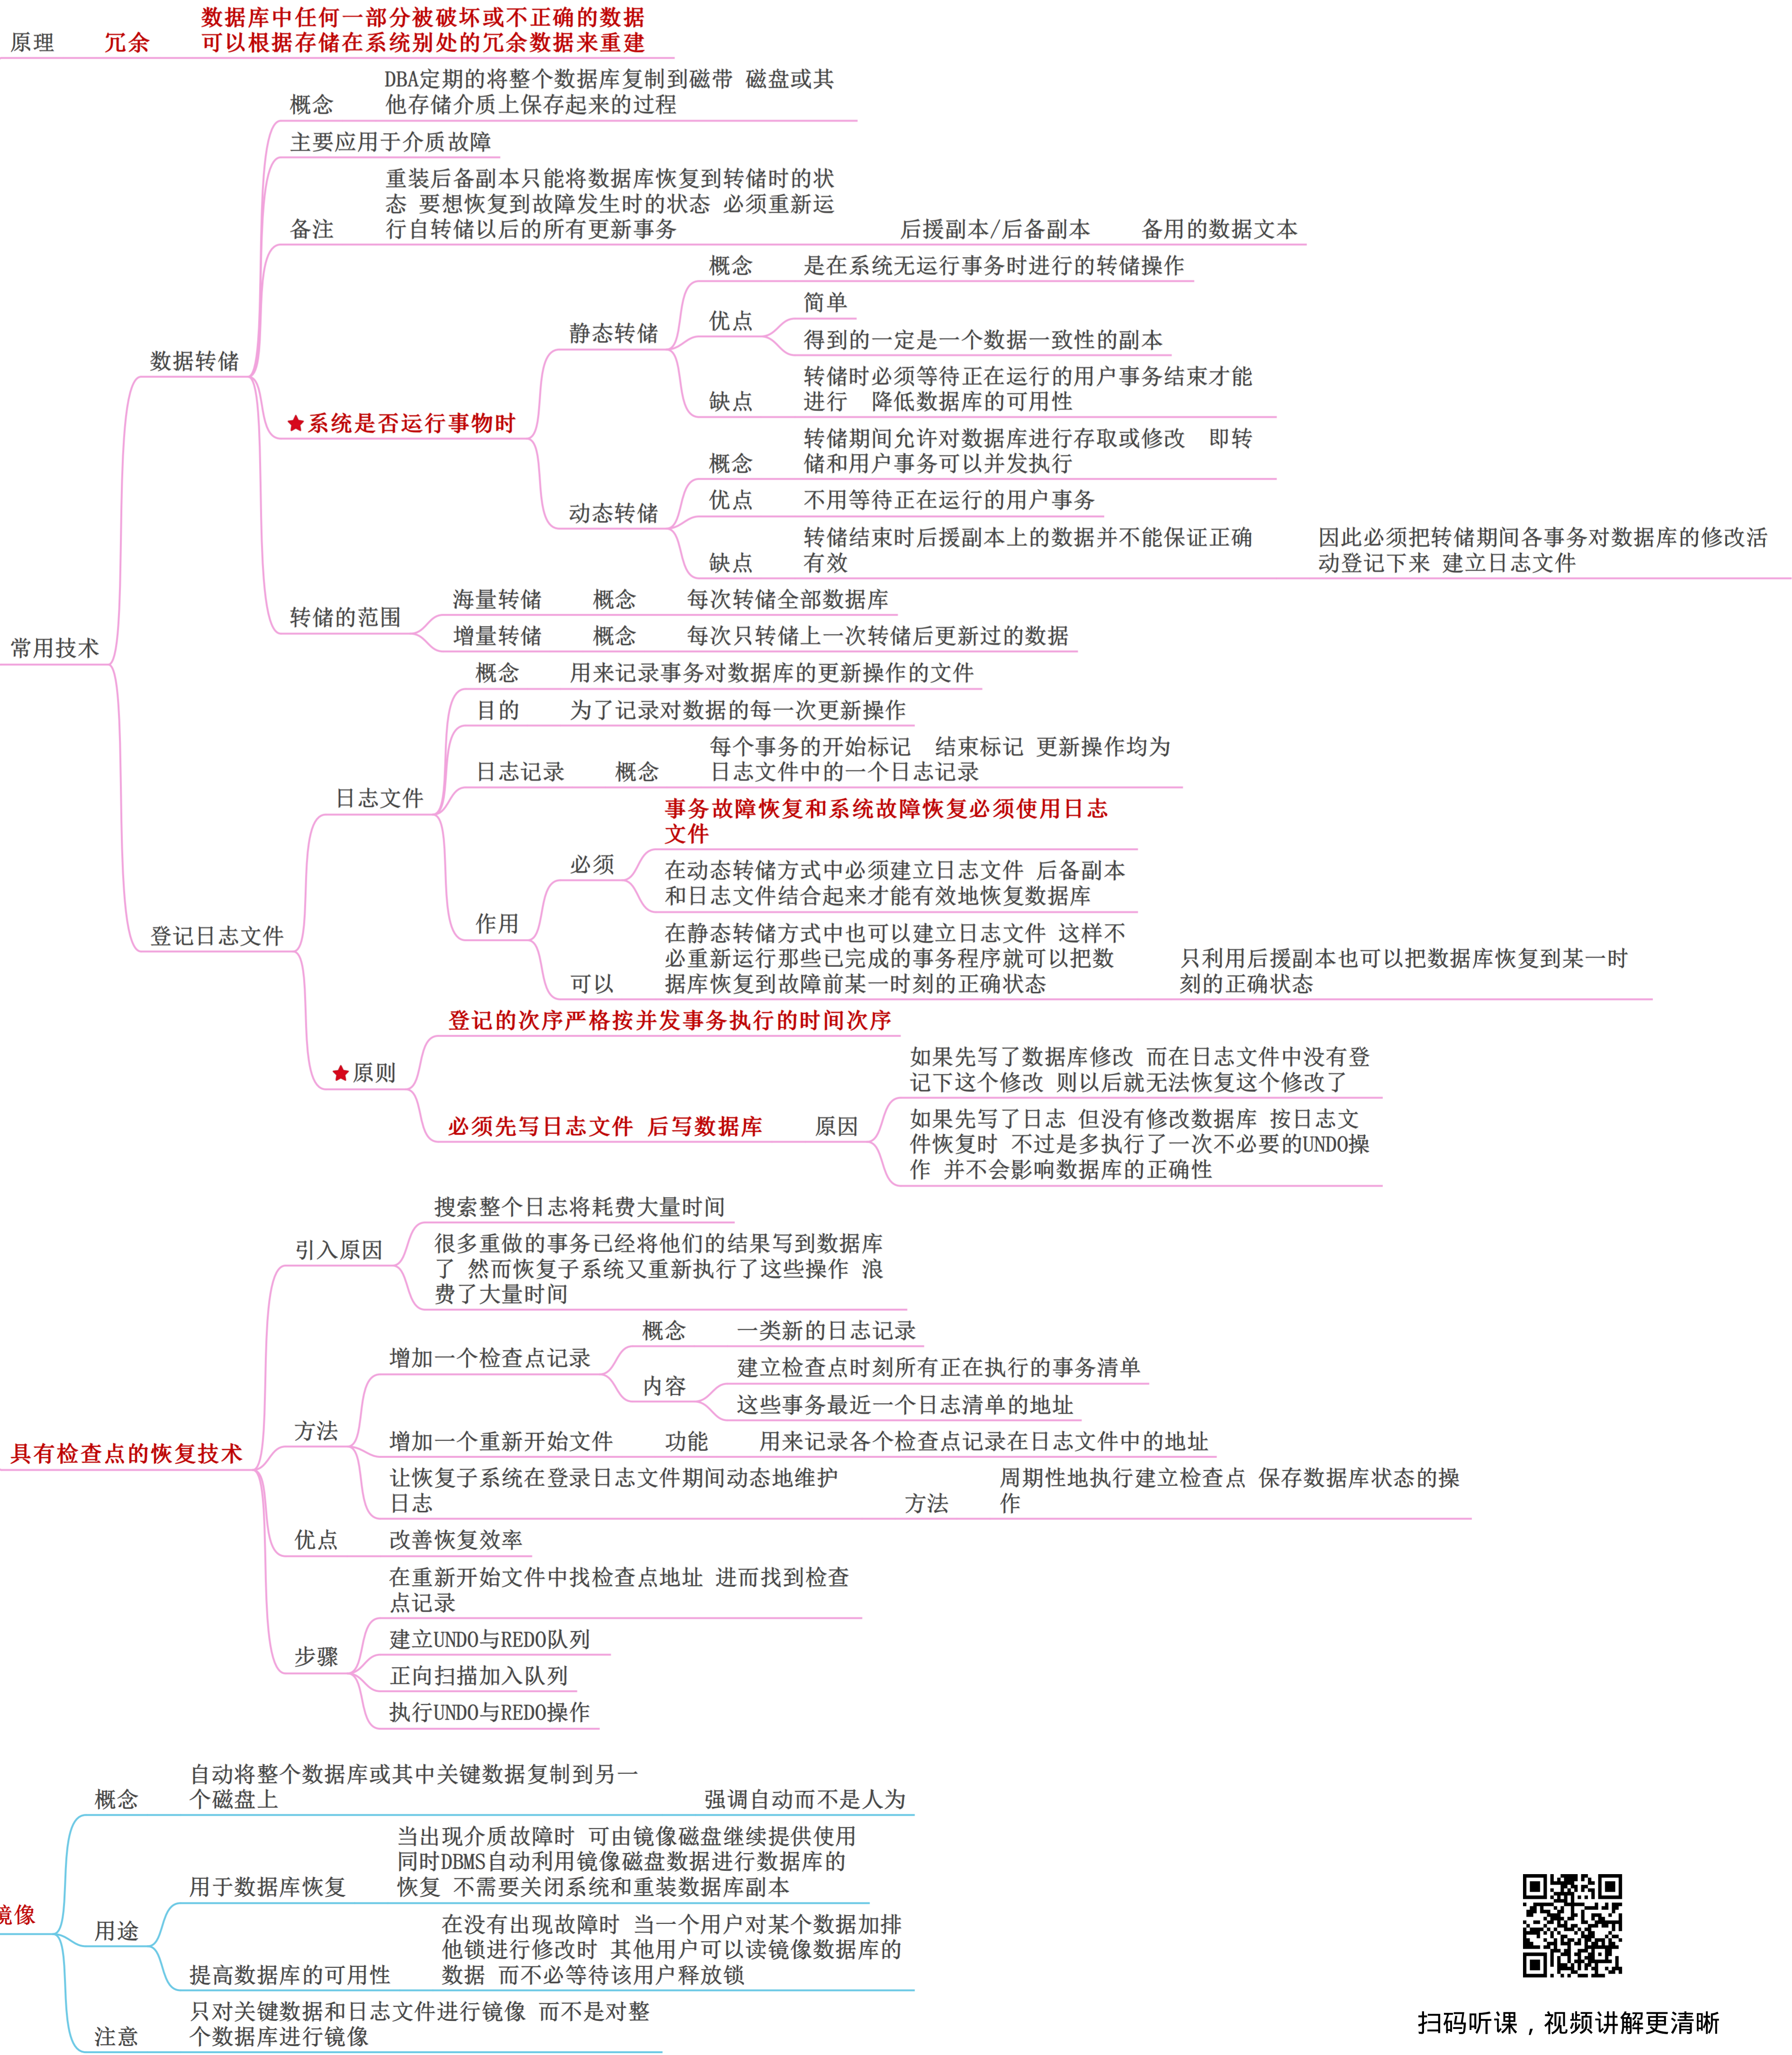 数据库中任何一部分被破坏或不正确的数据
原理 冗余 可以根据存储在系统别处的冗余数据来重建
DBA定期的将整个数据库复制到磁带 磁盘或其
概念 他存储介质上保存起来的过程
主要应用于介质故障
重装后备副本只能将数据库恢复到转储时的状
态 要想恢复到故障发生时的状态 必须重新运
备注 行自转储以后的所有更新事务 后援副本/后备副本 备用的数据文本
概念 是在系统无运行事务时进行的转储操作
简单
优点
静态转储
得到的一定是一个数据一致性的副本
数据转储
转储时必须等待正在运行的用户事务结束才能
缺点 进行 降低数据库的可用性
系统是否运行事物时
转储期间允许对数据库进行存取或修改 即转
概念 储和用户事务可以并发执行
优点 不用等待正在运行的用户事务
动态转储
转储结束时后援副本上的数据并不能保证正确 因此必须把转储期间各事务对数据库的修改活
缺点 有效 动登记下来 建立日志文件
海量转储 概念 每次转储全部数据库
转储的范围
增量转储 概念 每次只转储上一次转储后更新过的数据
常用技术
概念 用来记录事务对数据库的更新操作的文件
目的 为了记录对数据的每一次更新操作
每个事务的开始标记 结束标记 更新操作均为
日志记录 概念 日志文件中的一个日志记录
日志文件
事务故障恢复和系统故障恢复必须使用日志
文件
必须
在动态转储方式中必须建立日志文件 后备副本
和日志文件结合起来才能有效地恢复数据库
作用
登记日志文件
在静态转储方式中也可以建立日志文件 这样不
必重新运行那些已完成的事务程序就可以把数 只利用后援副本也可以把数据库恢复到某一时
可以 据库恢复到故障前某一时刻的正确状态 刻的正确状态
登记的次序严格按并发事务执行的时间次序
原则
如果先写了数据库修改 而在日志文件中没有登
记下这个修改 则以后就无法恢复这个修改了
必须先写日志文件 后写数据库 原因
如果先写了日志 但没有修改数据库 按日志文
件恢复时 不过是多执行了一次不必要的UNDO操
作 并不会影响数据库的正确性
搜索整个日志将耗费大量时间
引入原因
很多重做的事务已经将他们的结果写到数据库
了 然而恢复子系统又重新执行了这些操作 浪
费了大量时间
概念 一类新的日志记录
增加一个检查点记录
建立检查点时刻所有正在执行的事务清单
内容
这些事务最近一个日志清单的地址
方法
增加一个重新开始文件 功能 用来记录各个检查点记录在日志文件中的地址
具有检查点的恢复技术
让恢复子系统在登录日志文件期间动态地维护 周期性地执行建立检查点 保存数据库状态的操
日志 方法 作
优点 改善恢复效率
在重新开始文件中找检查点地址 进而找到检查
点记录
建立UNDO与REDO队列
步骤
正向扫描加入队列
执行UNDO与REDO操作
自动将整个数据库或其中关键数据复制到另一
概念 个磁盘上 强调自动而不是人为
当出现介质故障时 可由镜像磁盘继续提供使用
同时DBMS自动利用镜像磁盘数据进行数据库的
用于数据库恢复 恢复 不需要关闭系统和重装数据库副本
镜像
用途
在没有出现故障时 当一个用户对某个数据加排
他锁进行修改时 其他用户可以读镜像数据库的
提高数据库的可用性 数据 而不必等待该用户释放锁
只对关键数据和日志文件进行镜像 而不是对整
注意 个数据库进行镜像
扫码听课，视频讲解更清晰